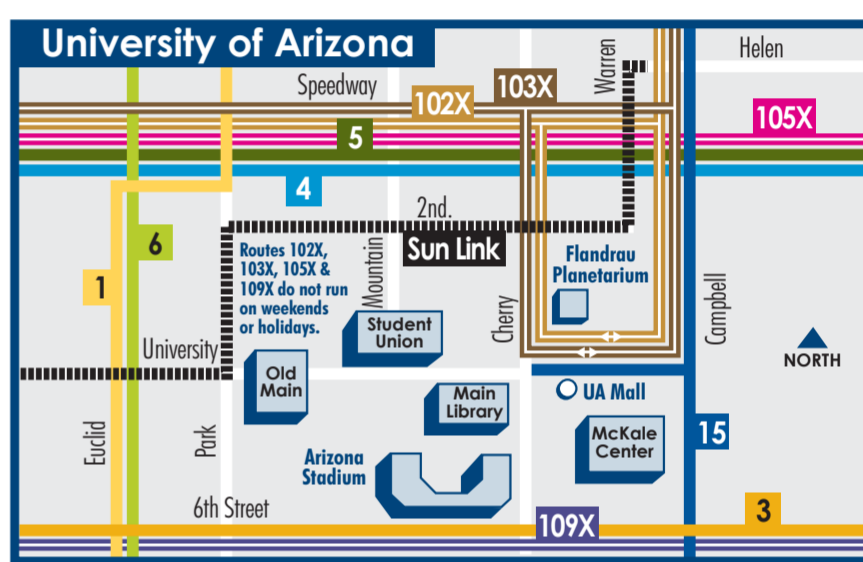 University of Arizona
Warren
Helen
Speedway
103X
102X
105X
5
4
2nd.
6
Sun Link
Routes 102X,
103X, 105X &
109X do not run
on weekends
or holidays.
Mountain
Flandrau
Planetarium
1
Cherry
Campbell
Student
Union
University
NORTH
Old
Main
Main
Library
UA Mall
Euclid
Park
McKale
Center
15
Arizona
Stadium
6th Street
109X
3